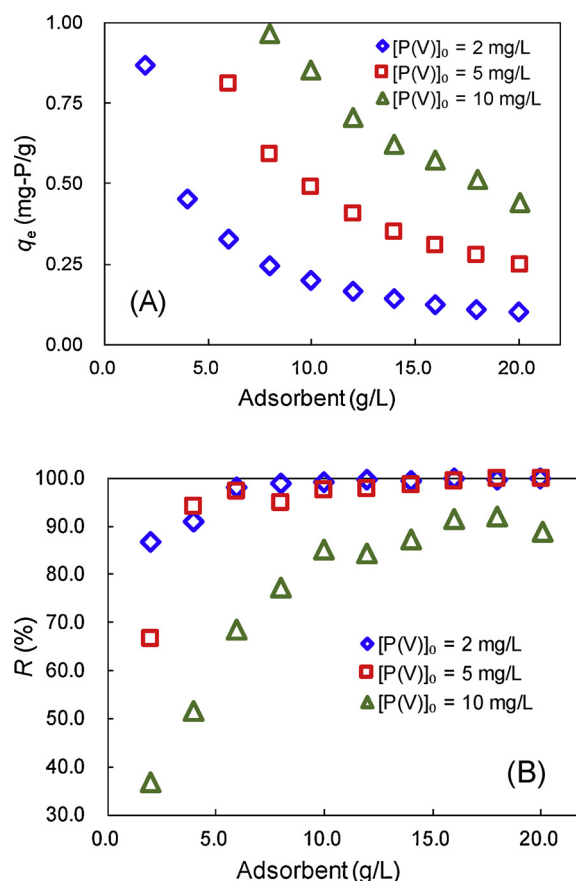 1.00
0.75
0.50
0.25
0.00
qe (mg-P/g)
[P(V)]₀ = 2 mg/L
[P(V)]₀ = 5 mg/L
[P(V)]₀ = 10 mg/L
(A)
0.0 5.0 10.0 15.0 20.0
Adsorbent (g/L)
100.0
90.0
80.0
70.0
60.0
50.0
40.0
30.0
R (%)
[P(V)]₀ = 2 mg/L
[P(V)]₀ = 5 mg/L
[P(V)]₀ = 10 mg/L
(B)
0.0 5.0 10.0 15.0 20.0
Adsorbent (g/L)